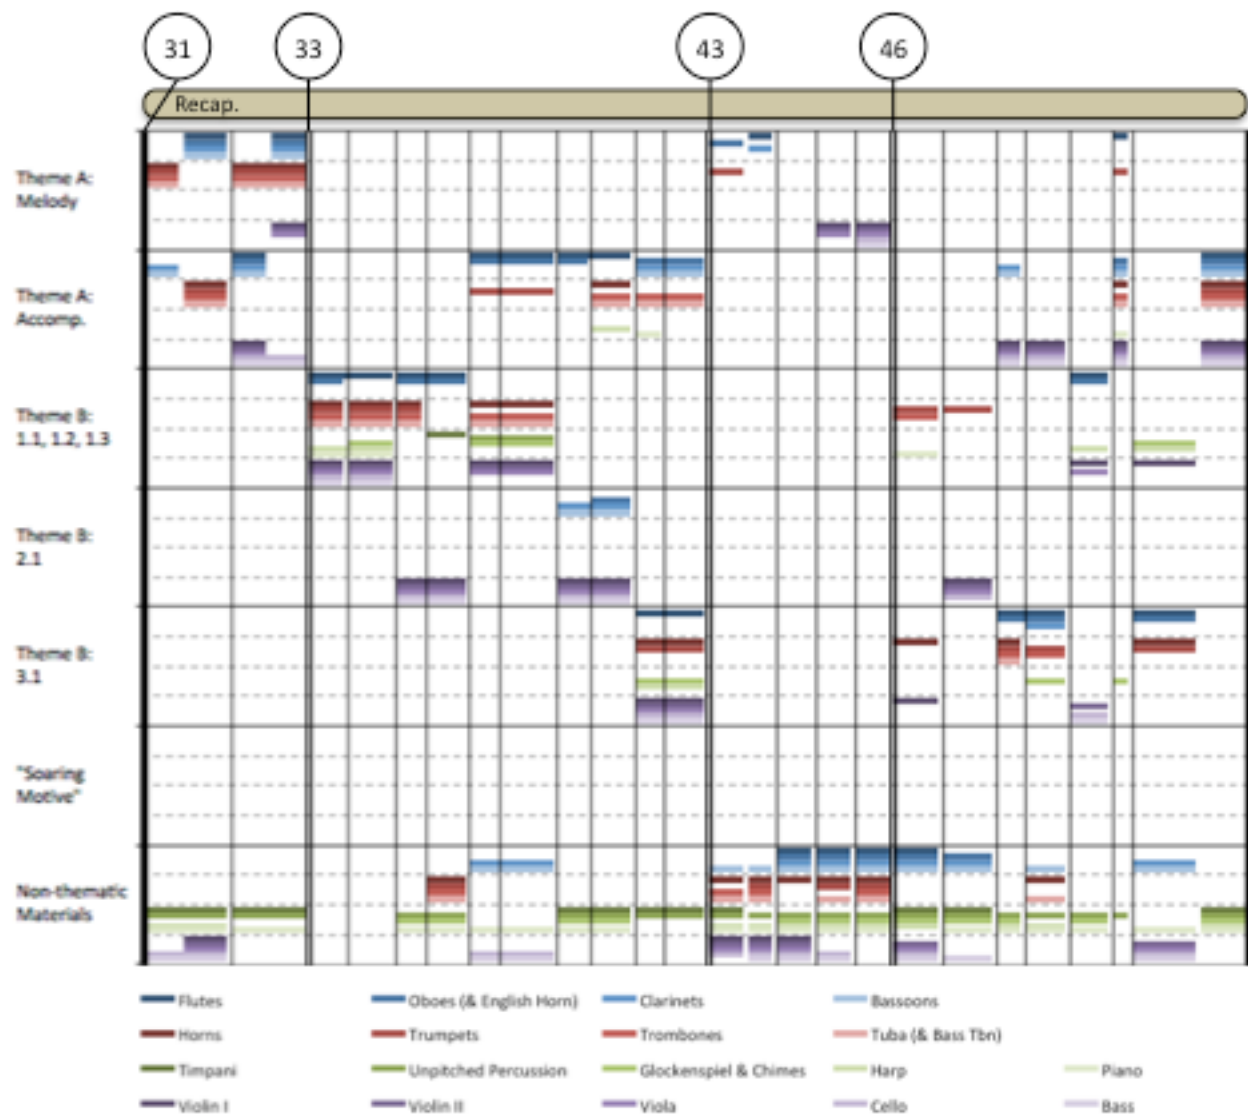 31 33 43 46
Recap.
Theme A:
Melody
Theme A:
Accomp.
Theme B:
1.1, 1.2, 1.3
Theme B:
2.1
Theme B:
3.1
"Soaring
Motive"
Non-thematic
Materials
Flutes Oboes (& English Horn) Clarinets Bassoons
Horns Trumpets Trombones Tuba (& Bass Tbn)
Timpani Unpitched Percussion Glockenspiel & Chimes Harp Piano
Violin I Violin II Viola Cello Bass